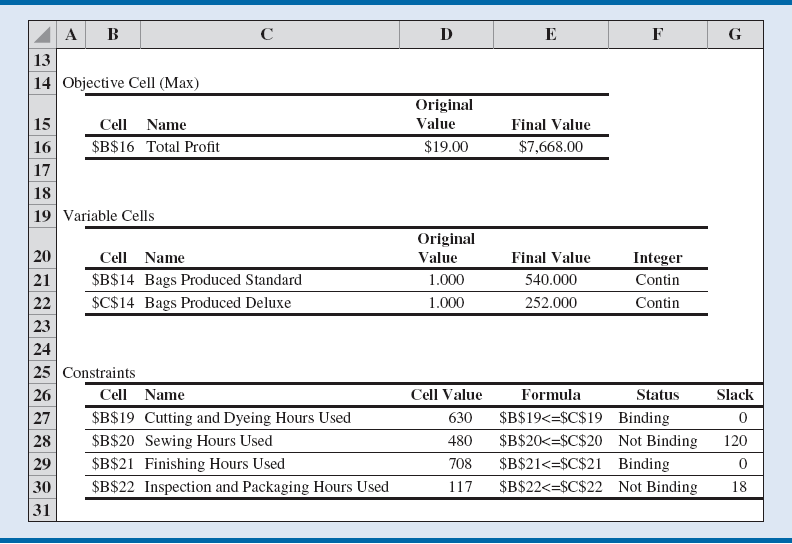 A B C D E F G
13
14 Objective Cell (Max)
Original
15 Cell Name Value Final Value
16 $B$16 Total Profit $19.00 $7,668.00
17
18
19 Variable Cells
Original
20 Cell Name Value Final Value Integer
21 $B$14 Bags Produced Standard 1.000 540.000 Contin
22 $C$14 Bags Produced Deluxe 1.000 252.000 Contin
23
24
25 Constraints
26 Cell Name Cell Value Formula Status Slack
27 $B$19 Cutting and Dyeing Hours Used 630 $B$19<=$C$19 Binding 0
28 $B$20 Sewing Hours Used 480 $B$20<=$C$20 Not Binding 120
29 $B$21 Finishing Hours Used 708 $B$21<=$C$21 Binding 0
30 $B$22 Inspection and Packaging Hours Used 117 $B$22<=$C$22 Not Binding 18
31